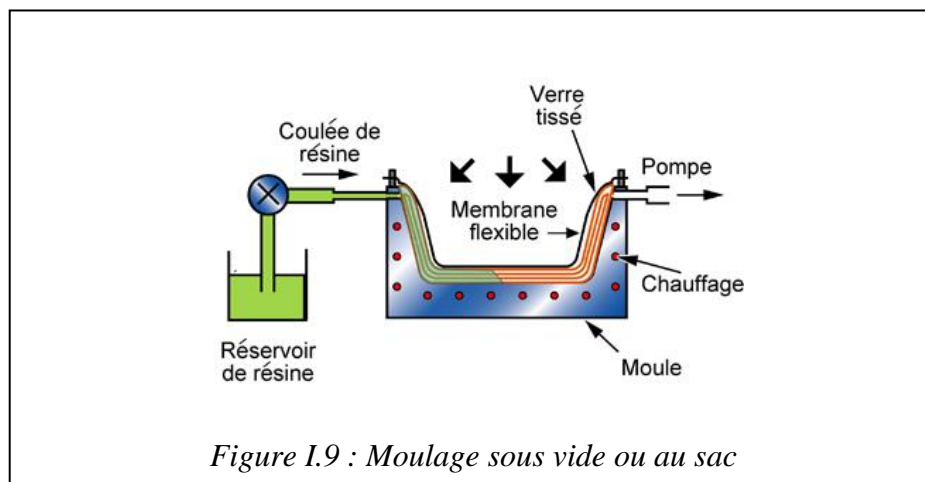 Verre
tissé
Coulée de
résine
Pompe
Membrane
flexible
Chauffage
Réservoir
de résine
Moule
Figure I.9 : Moulage sous vide ou au sac